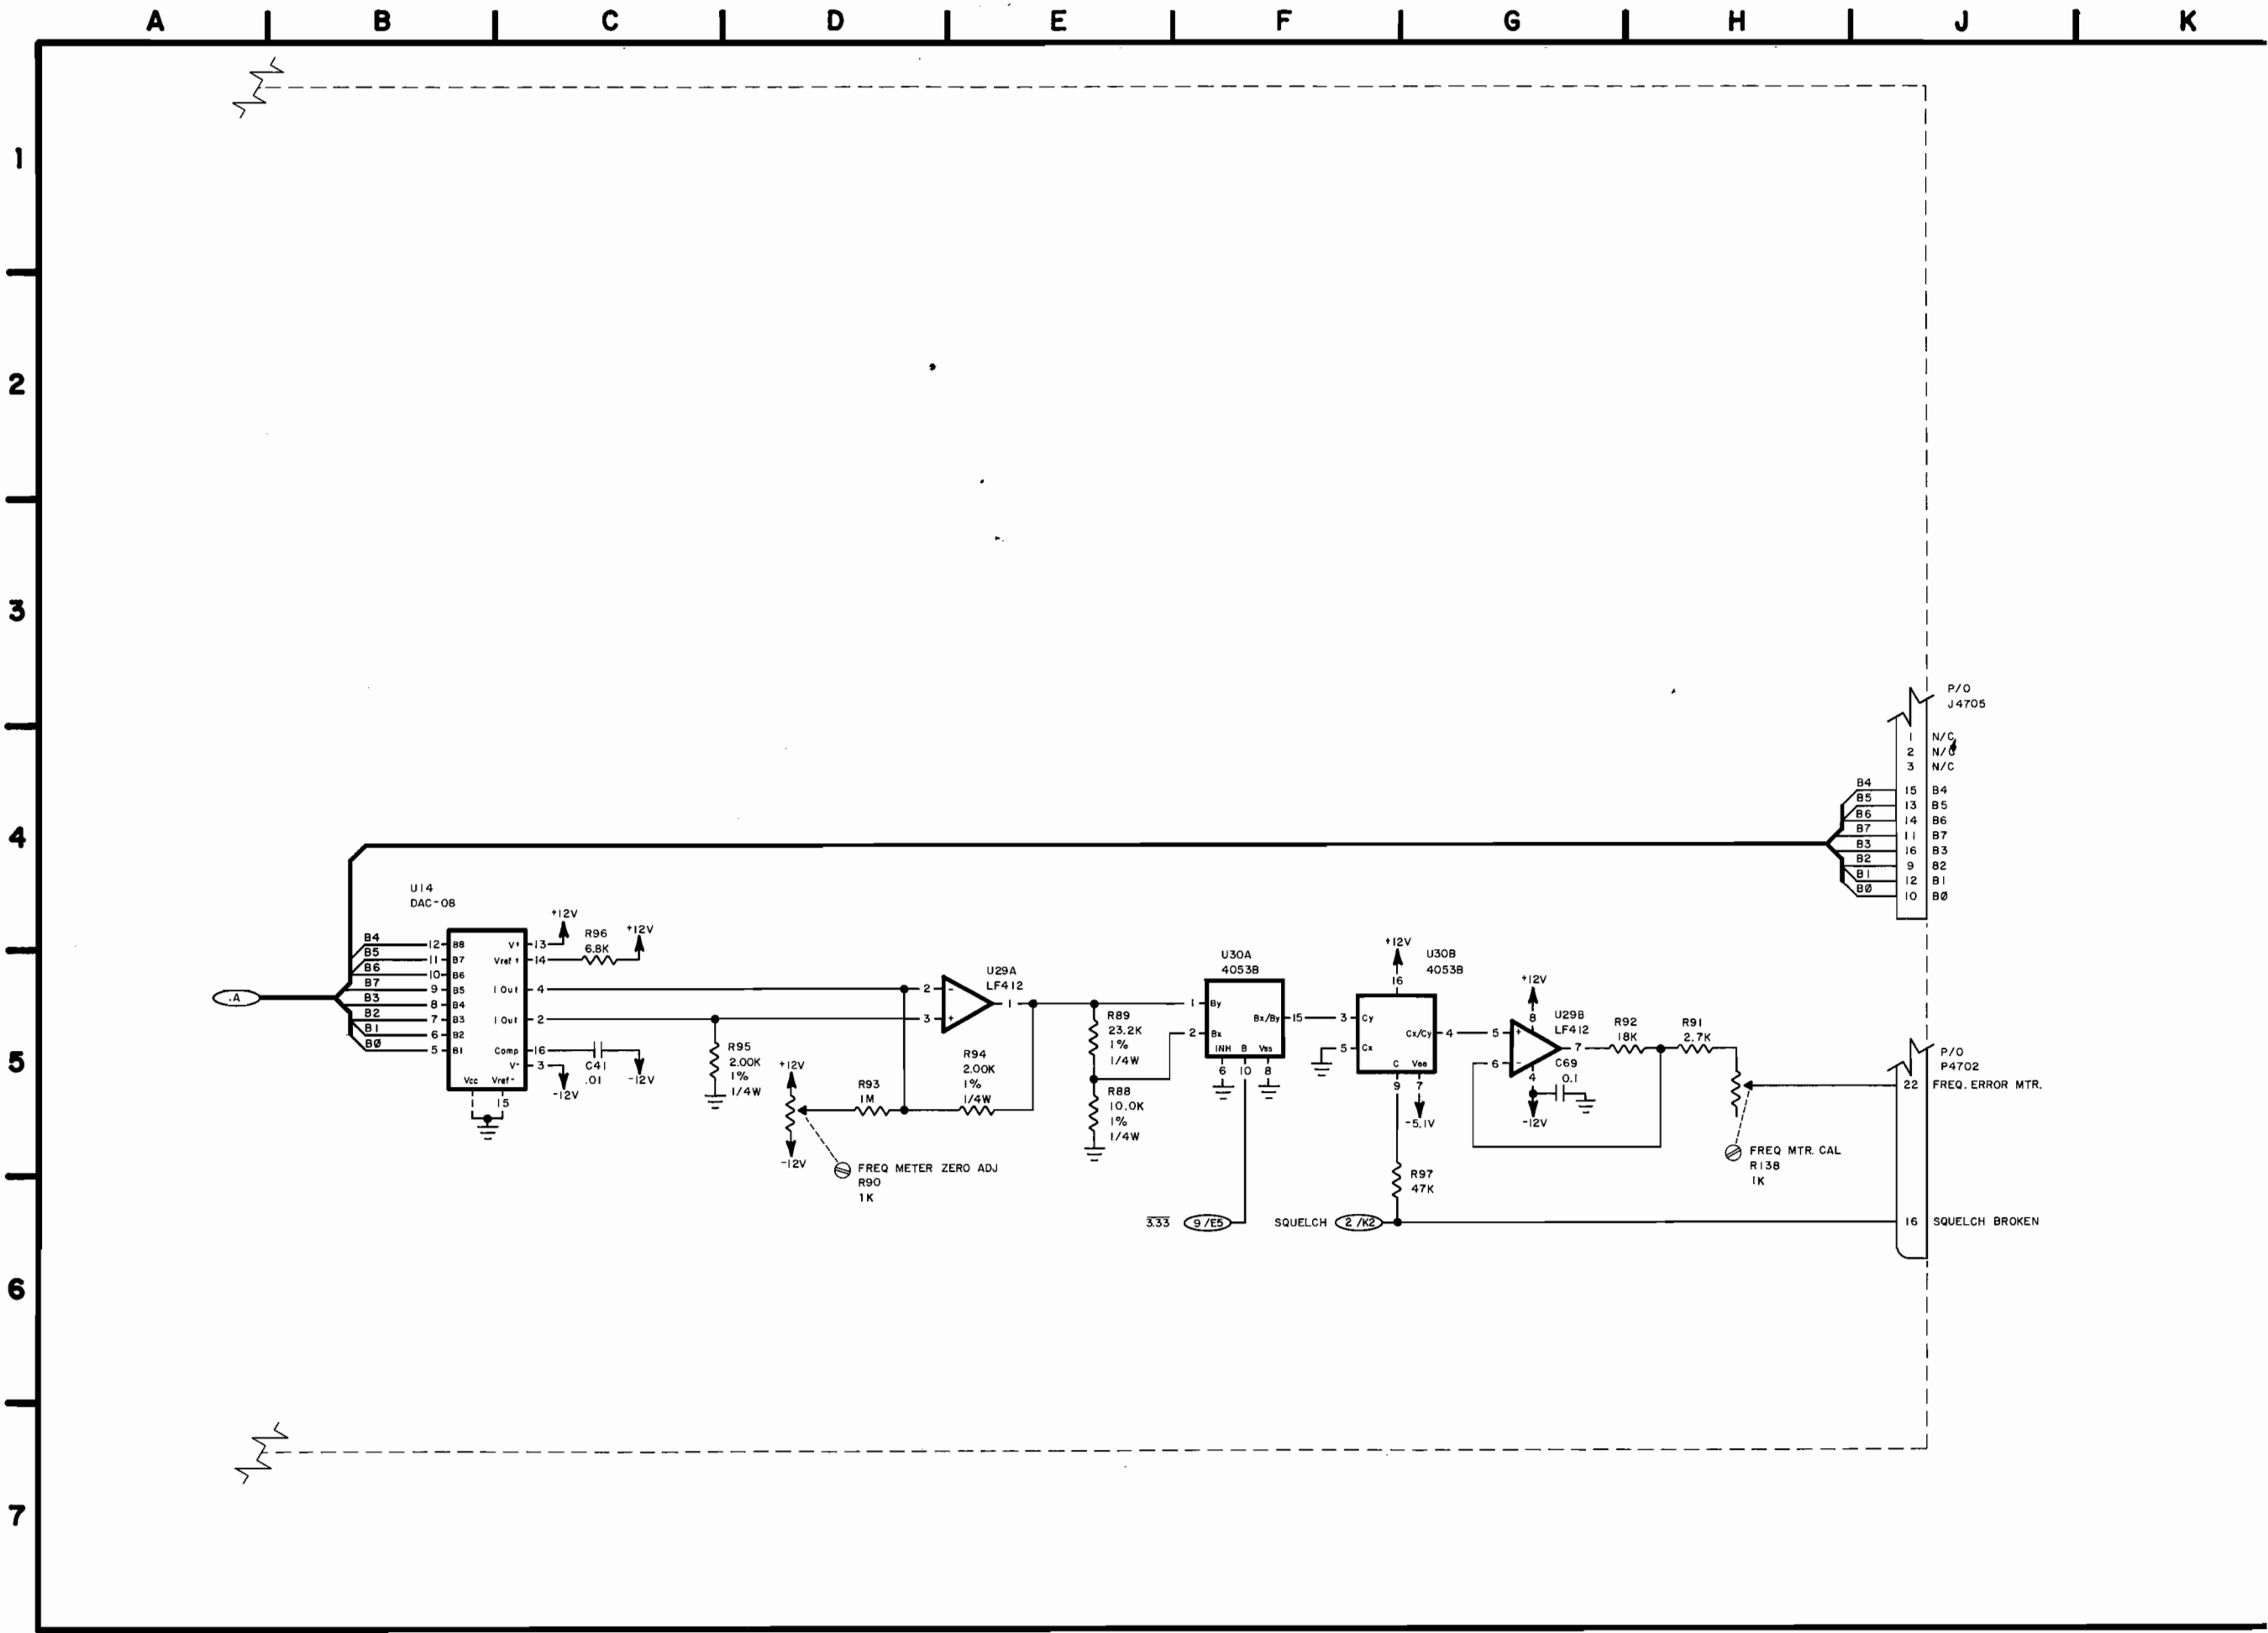 A B C D E F G H J K
1
2
3
4
5
6
7
P/O
J4705
1 N/C
2 N/C
3 N/C
B4 15 B4
B5 13 B5
B6 14 B6
B7 11 B7
B3 16 B3
B2 9 B2
B1 12 B1
BØ 10 BØ
U14
DAC-08
.A
B4 12 B8
B5 11 B7
B6 10 B6
B7 9 B5
B3 8 B4
B2 7 B3
B1 6 B2
BØ 5 B1
V+ 13
+12V
Vref + 14
R96
6.8K
+12V
I Out 4
I Out 2
Comp 16
C41
.01
-12V
V- 3
-12V
Vcc Vref-
15
R95
2.00K
1%
1/4W
+12V
-12V
R93
1M
FREQ METER ZERO ADJ
R90
1K
R94
2.00K
1%
1/4W
U29A
LF412
2 -
3 +
1
R89
23.2K
1%
1/4W
R88
10.0K
1%
1/4W
U30A
4053B
1 By
2 Bx
Bx/By 15
INH B Vss
6 10 8
3.33 9/E5
+12V
16
U30B
4053B
3 Cy
5 Cx
Cx/Cy 4
C Vee
9 7
-5.1V
R97
47K
SQUELCH 2/K2
+12V
8
U29B
LF412
5 +
6 -
7
4
C69
0.1
-12V
R92
18K
R91
2.7K
FREQ MTR. CAL
R138
1K
P/O
P4702
22 FREQ. ERROR MTR.
16 SQUELCH BROKEN